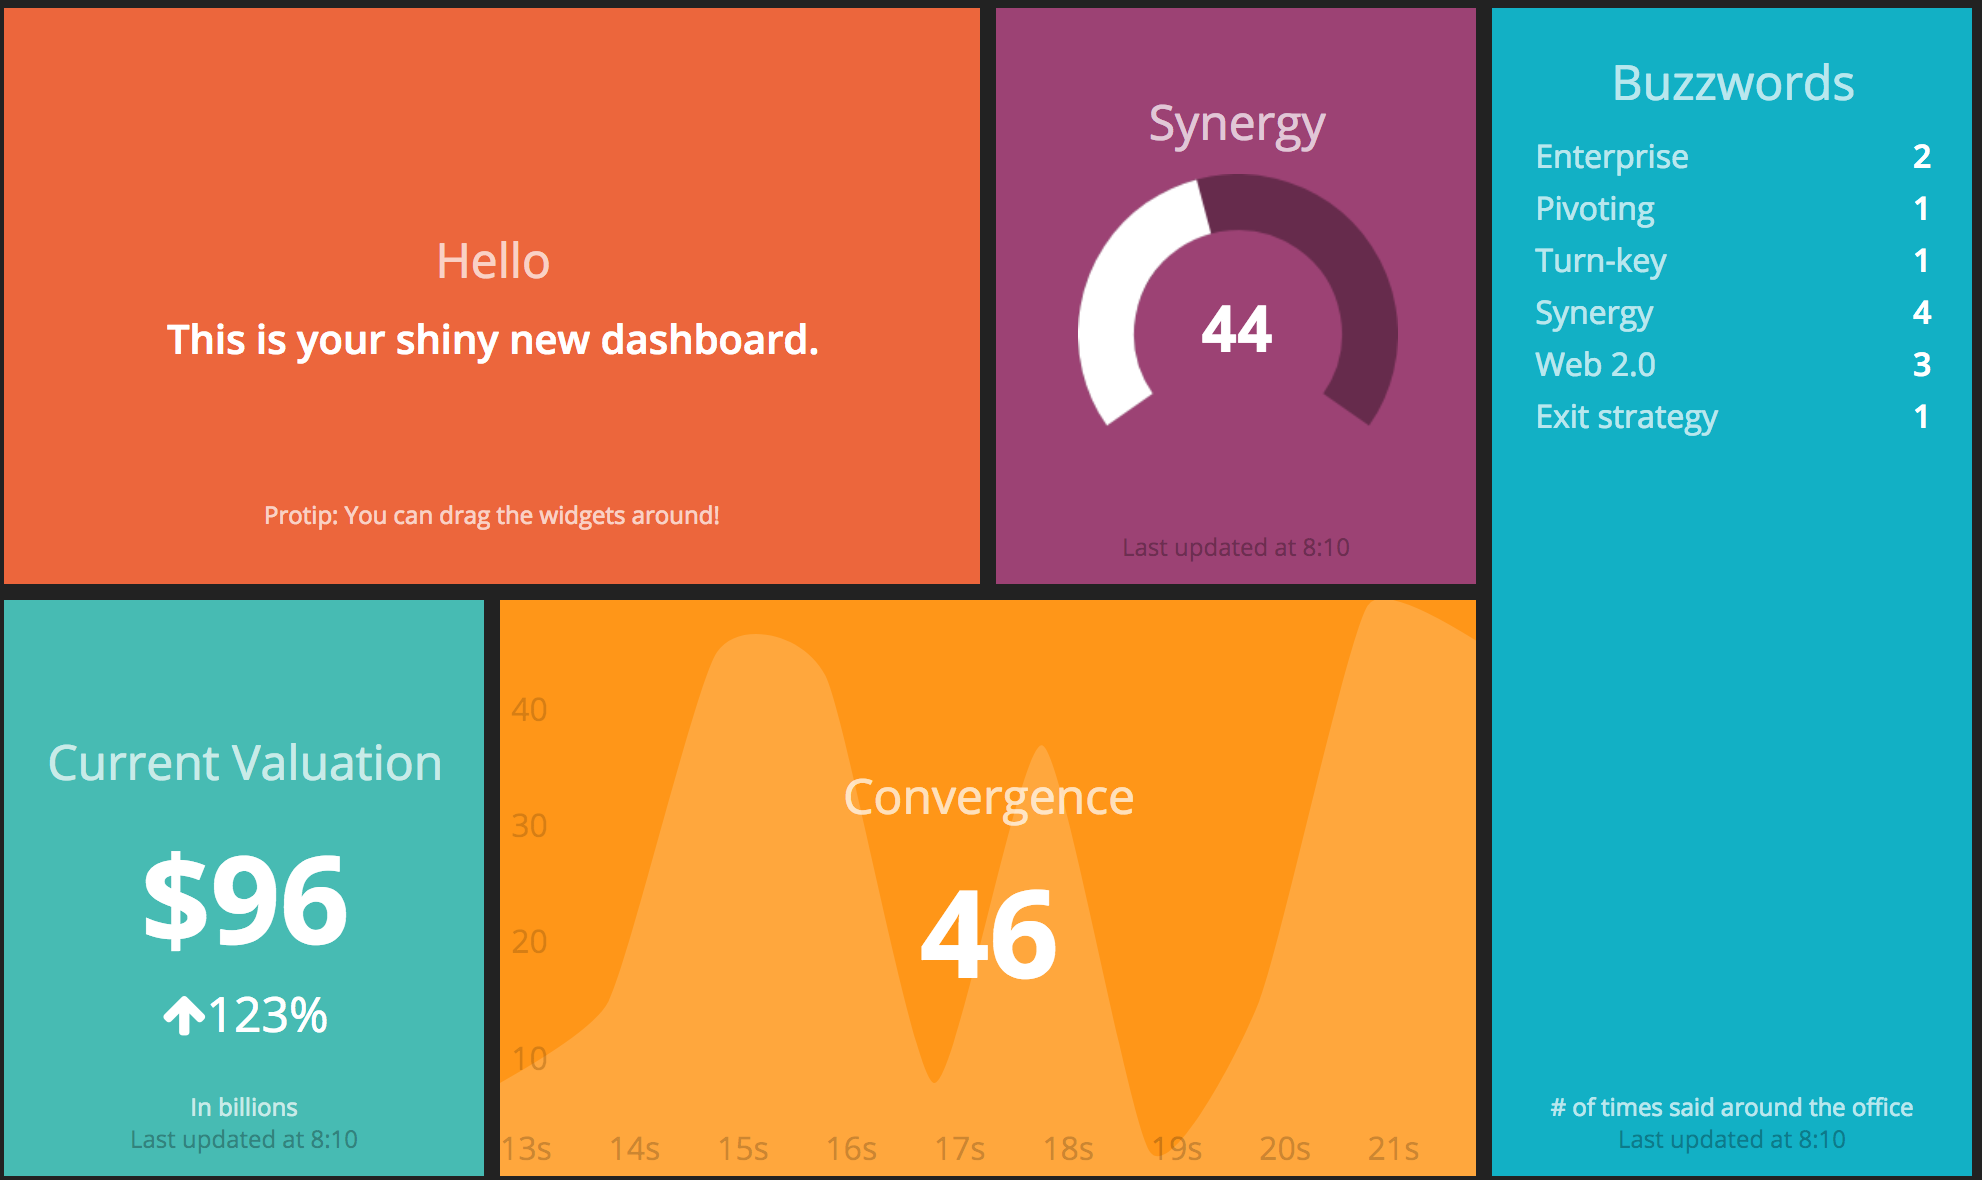 Hello
This is your shiny new dashboard.
Protip: You can drag the widgets around!
Synergy
44
Last updated at 8:10
Buzzwords
Enterprise 2
Pivoting 1
Turn-key 1
Synergy 4
Web 2.0 3
Exit strategy 1
# of times said around the office
Last updated at 8:10
Current Valuation
$96
123%
In billions
Last updated at 8:10
Convergence
46
40
30
20
10
13s 14s 15s 16s 17s 18s 19s 20s 21s